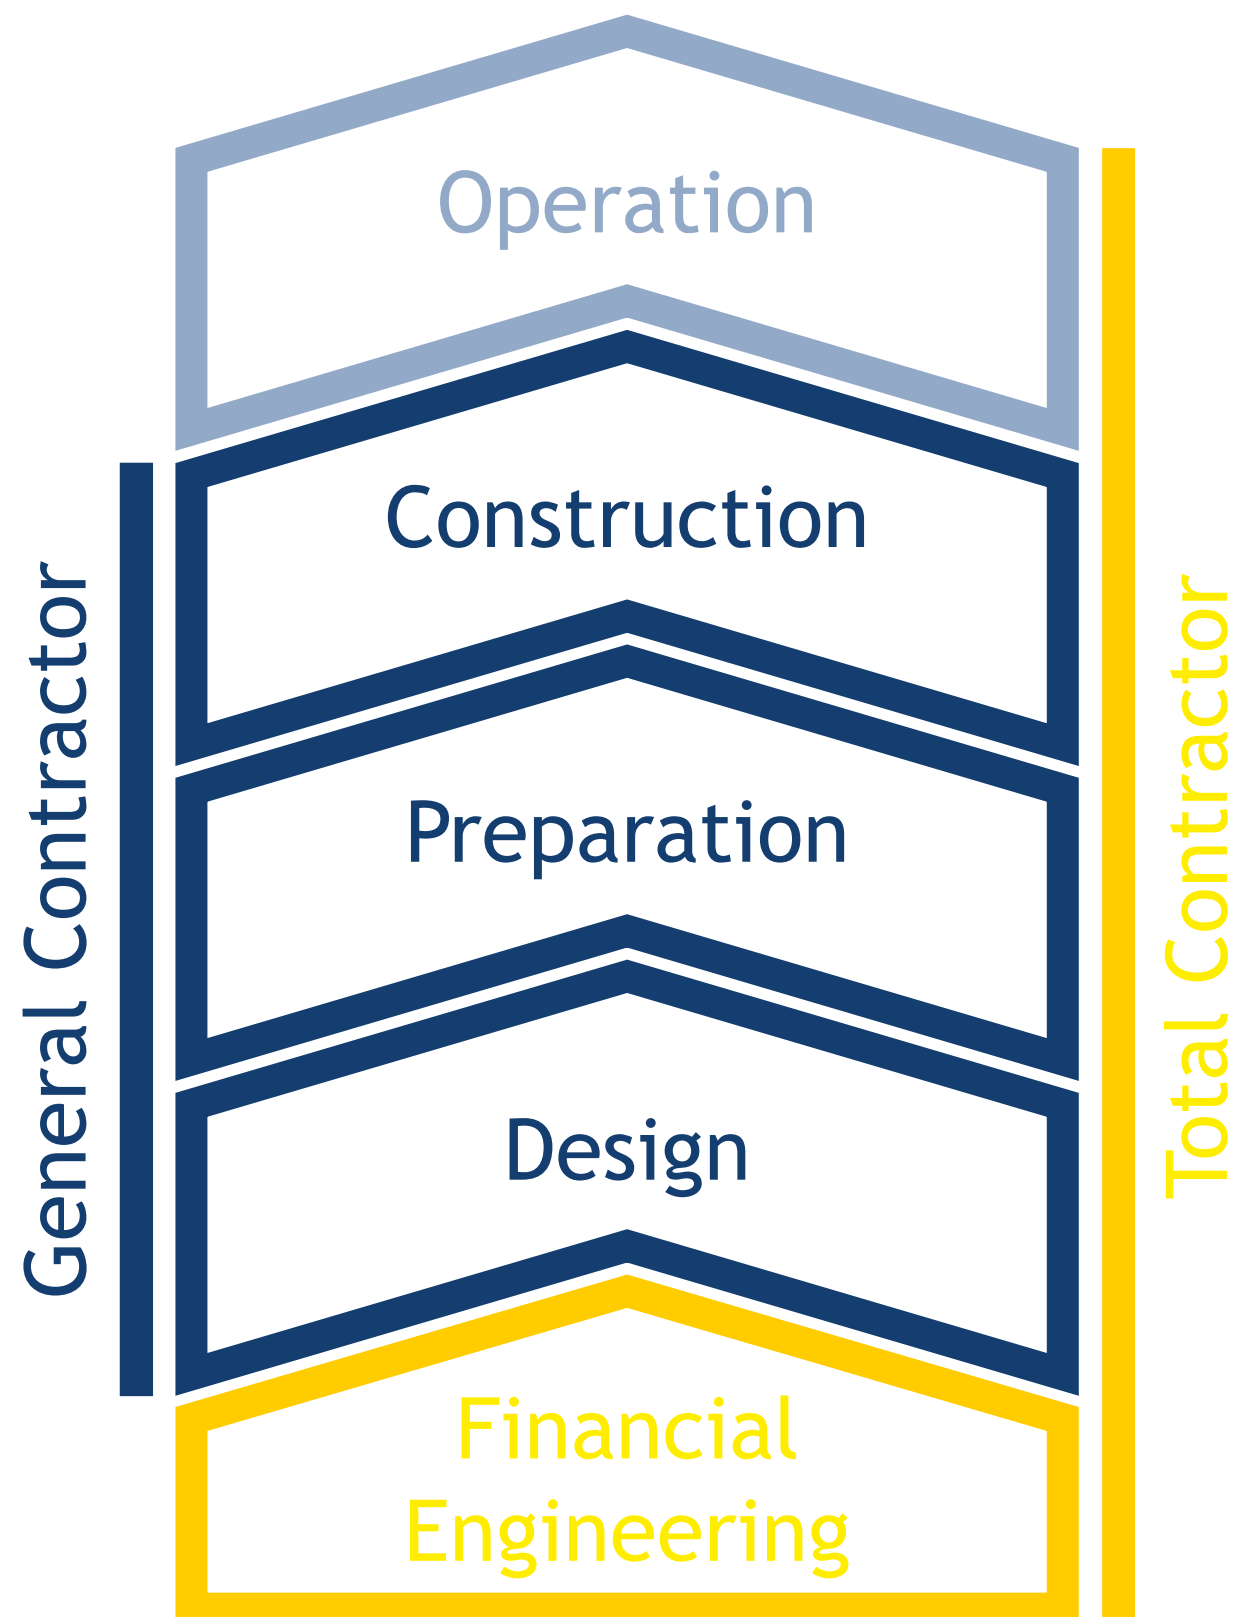 Operation
Construction
Preparation
Design
Financial
Engineering
General Contractor
Total Contractor